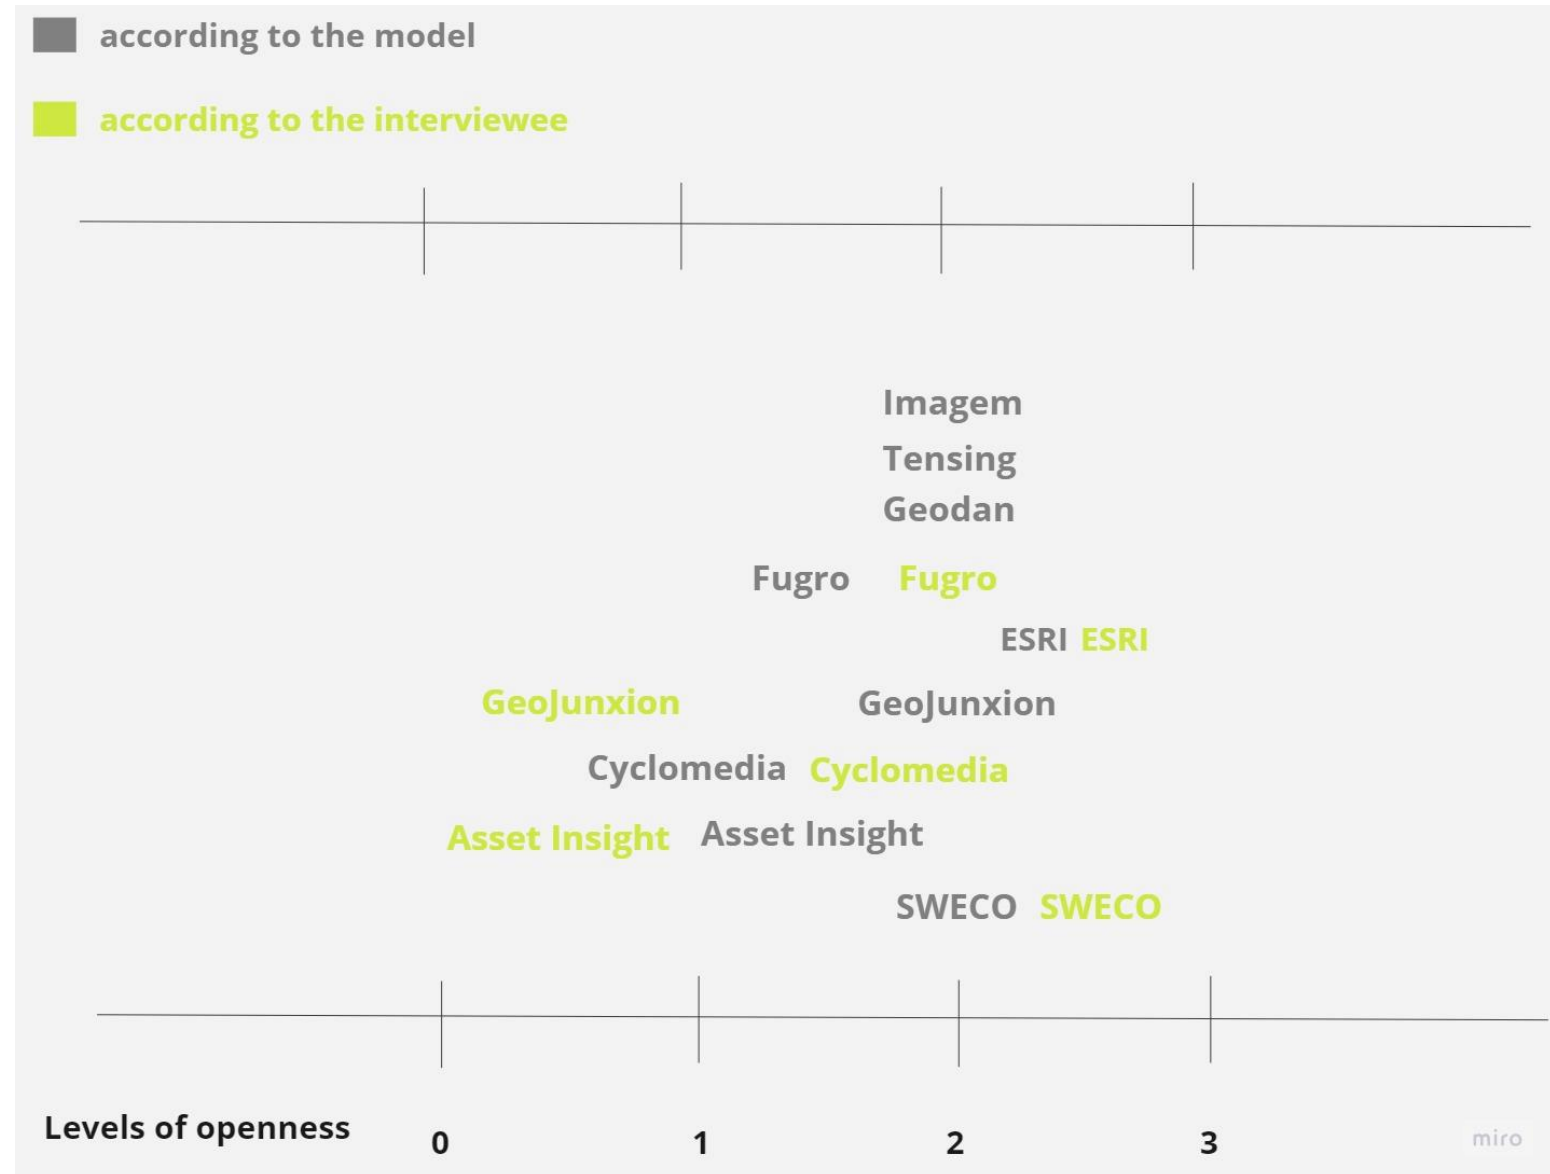 according to the model
according to the interviewee
Imagem
Tensing
Geodan
Fugro Fugro
ESRI ESRI
GeoJunxion GeoJunxion
Cyclomedia Cyclomedia
Asset Insight Asset Insight
SWECO SWECO
Levels of openness 0 1 2 3
miro